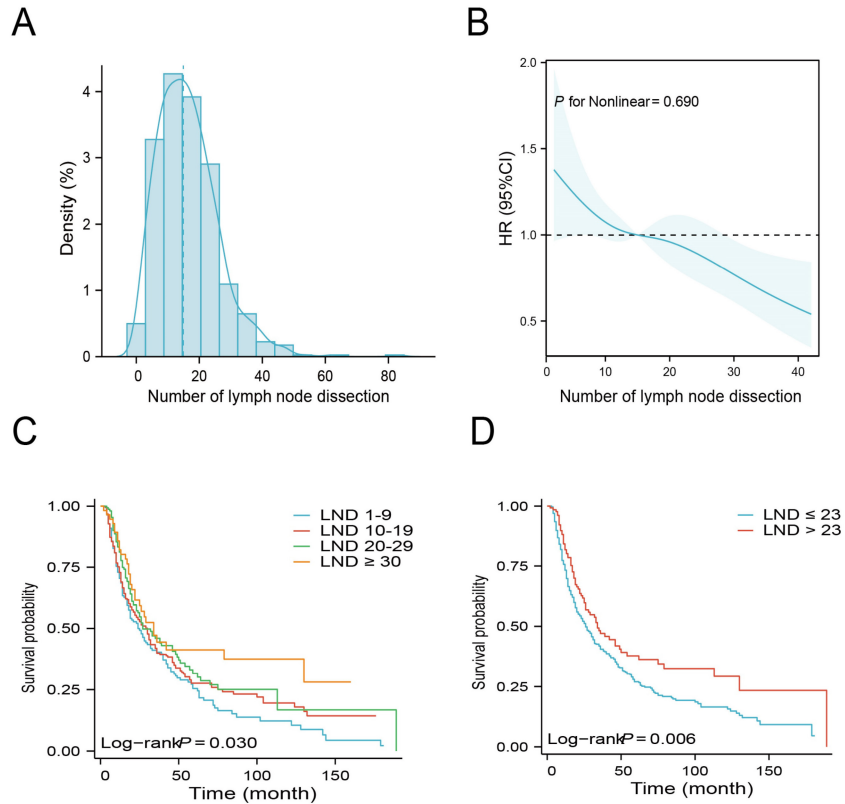 A
Density (%)
4
3
2
1
0
0 20 40 60 80
Number of lymph node dissection
B
HR (95%CI)
2.0
1.5
1.0
0.5
P for Nonlinear = 0.690
0 10 20 30 40
Number of lymph node dissection
C
Survival probability
1.00
0.75
0.50
0.25
0.00
LND 1-9
LND 10-19
LND 20-29
LND ≥ 30
Log-rank P = 0.030
0 50 100 150
Time (month)
D
Survival probability
1.00
0.75
0.50
0.25
0.00
LND ≤ 23
LND > 23
Log-rank P = 0.006
0 50 100 150
Time (month)